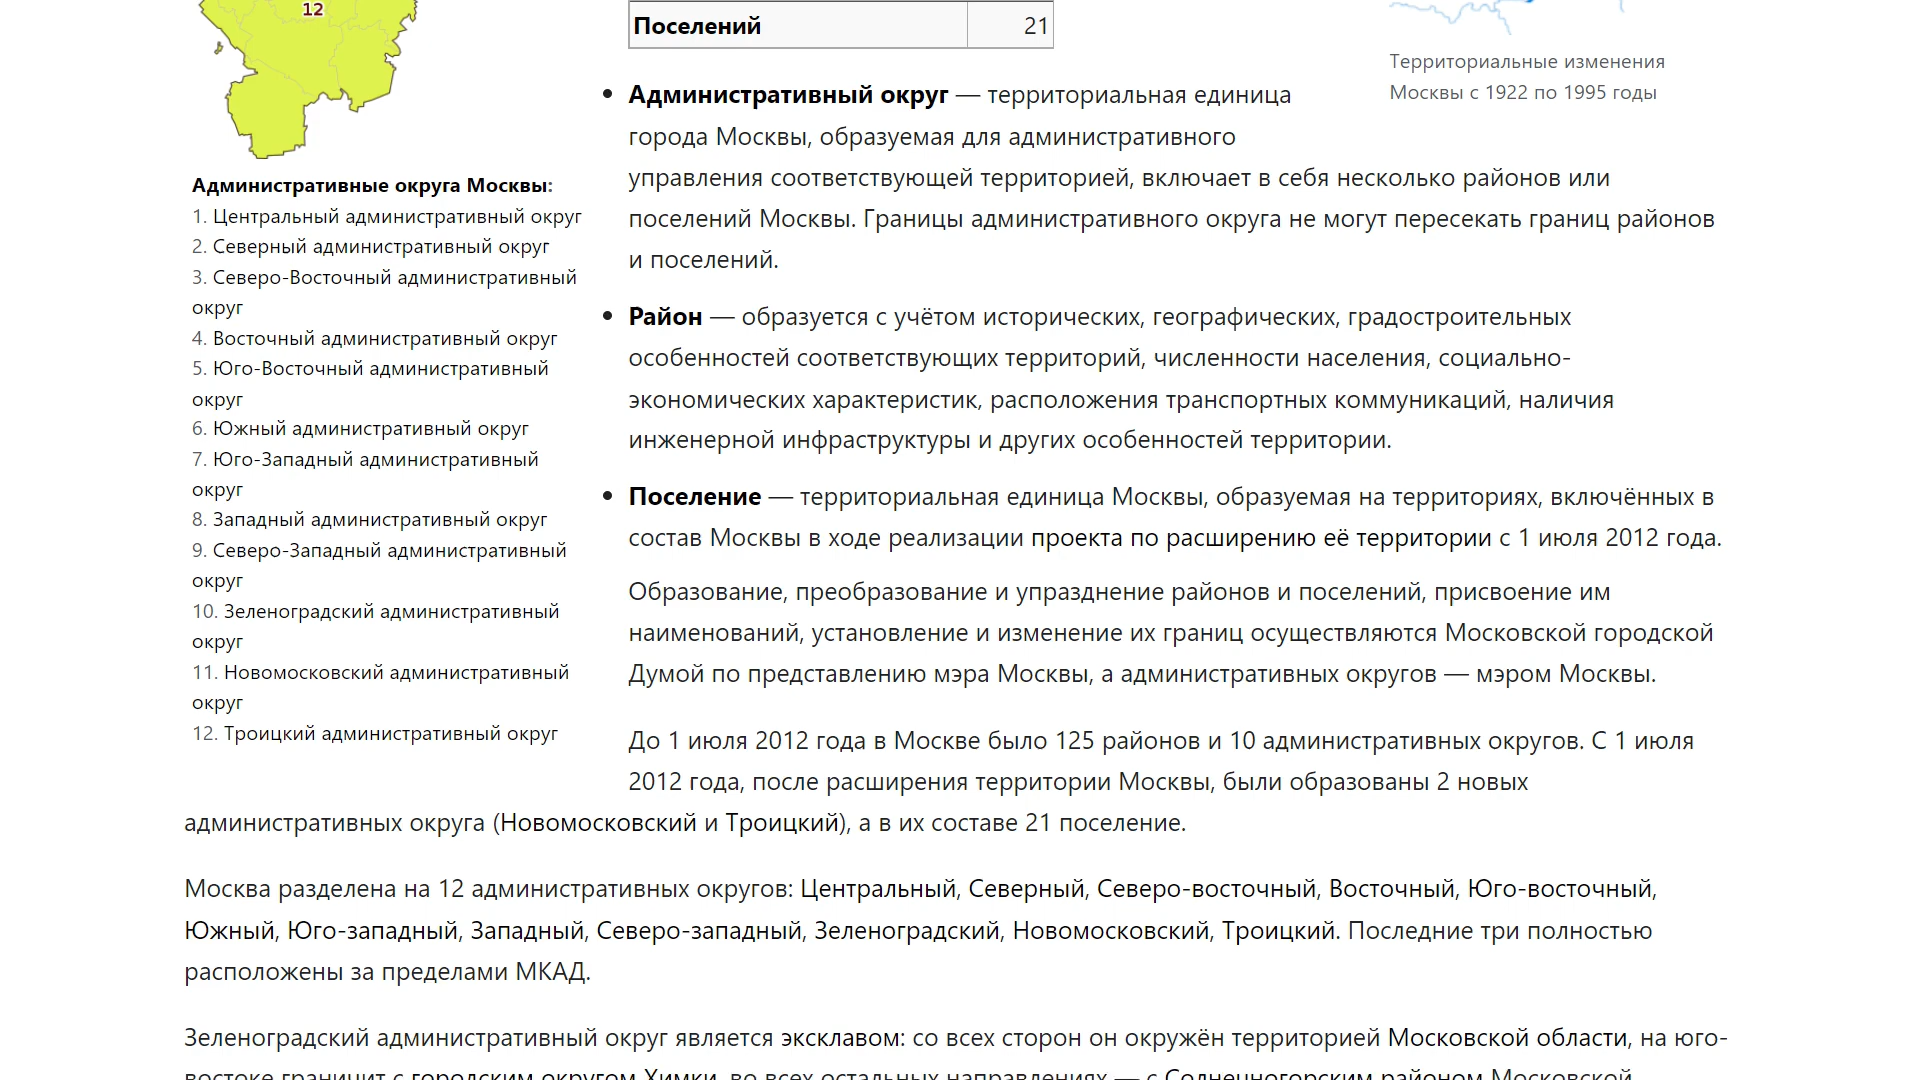 12
Поселений 21
Территориальные изменения
Москвы с 1922 по 1995 годы
Административные округа Москвы:
1. Центральный административный округ
2. Северный административный округ
3. Северо-Восточный административный
округ
4. Восточный административный округ
5. Юго-Восточный административный
округ
6. Южный административный округ
7. Юго-Западный административный
округ
8. Западный административный округ
9. Северо-Западный административный
округ
10. Зеленоградский административный
округ
11. Новомосковский административный
округ
12. Троицкий административный округ
• Административный округ — территориальная единица
города Москвы, образуемая для административного
управления соответствующей территорией, включает в себя несколько районов или
поселений Москвы. Границы административного округа не могут пересекать границ районов
и поселений.
• Район — образуется с учётом исторических, географических, градостроительных
особенностей соответствующих территорий, численности населения, социально-
экономических характеристик, расположения транспортных коммуникаций, наличия
инженерной инфраструктуры и других особенностей территории.
• Поселение — территориальная единица Москвы, образуемая на территориях, включённых в
состав Москвы в ходе реализации проекта по расширению её территории с 1 июля 2012 года.
Образование, преобразование и упразднение районов и поселений, присвоение им
наименований, установление и изменение их границ осуществляются Московской городской
Думой по представлению мэра Москвы, а административных округов — мэром Москвы.
До 1 июля 2012 года в Москве было 125 районов и 10 административных округов. С 1 июля
2012 года, после расширения территории Москвы, были образованы 2 новых
административных округа (Новомосковский и Троицкий), а в их составе 21 поселение.
Москва разделена на 12 административных округов: Центральный, Северный, Северо-восточный, Восточный, Юго-восточный,
Южный, Юго-западный, Западный, Северо-западный, Зеленоградский, Новомосковский, Троицкий. Последние три полностью
расположены за пределами МКАД.
Зеленоградский административный округ является эксклавом: со всех сторон он окружён территорией Московской области, на юго-
востоке граничит с городским округом Химки, во всех остальных направлениях — с Солнечногорским районом Московской